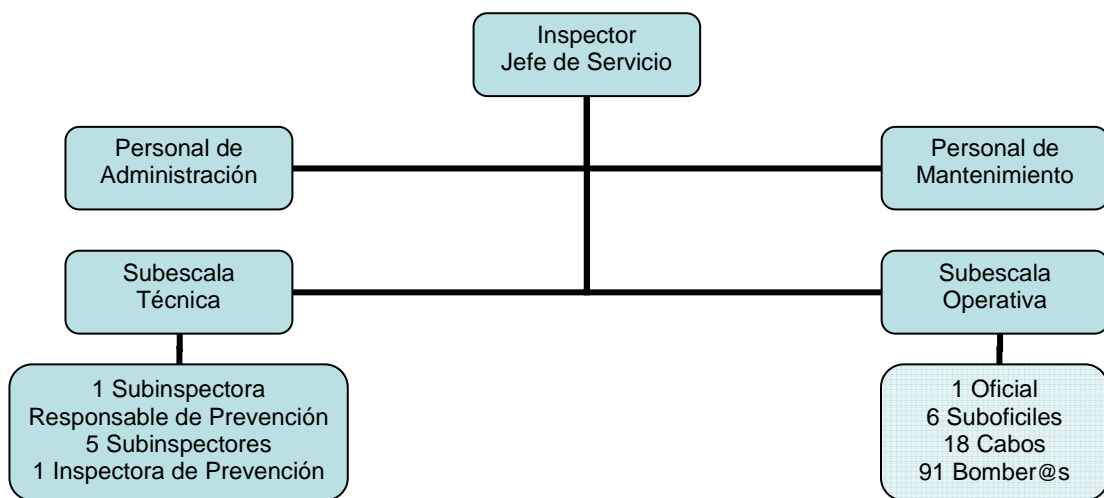 Inspector
Jefe de Servicio
Personal de
Administración
Personal de
Mantenimiento
Subescala
Técnica
Subescala
Operativa
1 Subinspectora
Responsable de Prevención
5 Subinspectores
1 Inspectora de Prevención
1 Oficial
6 Suboficiles
18 Cabos
91 Bomber@s